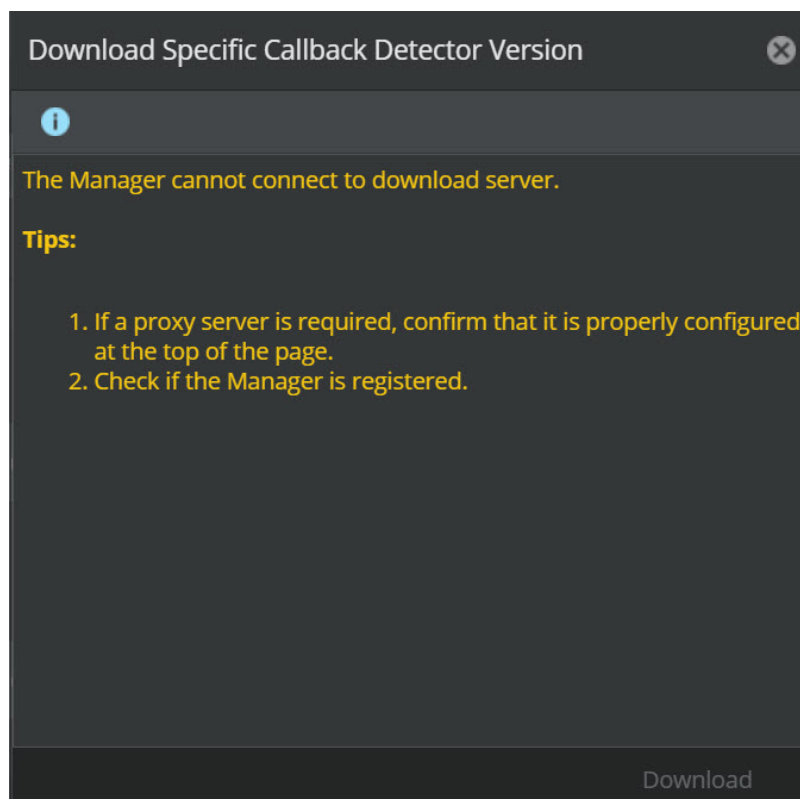 Download Specific Callback Detector Version
The Manager cannot connect to download server.
Tips:
1. If a proxy server is required, confirm that it is properly configured
at the top of the page.
2. Check if the Manager is registered.
Download